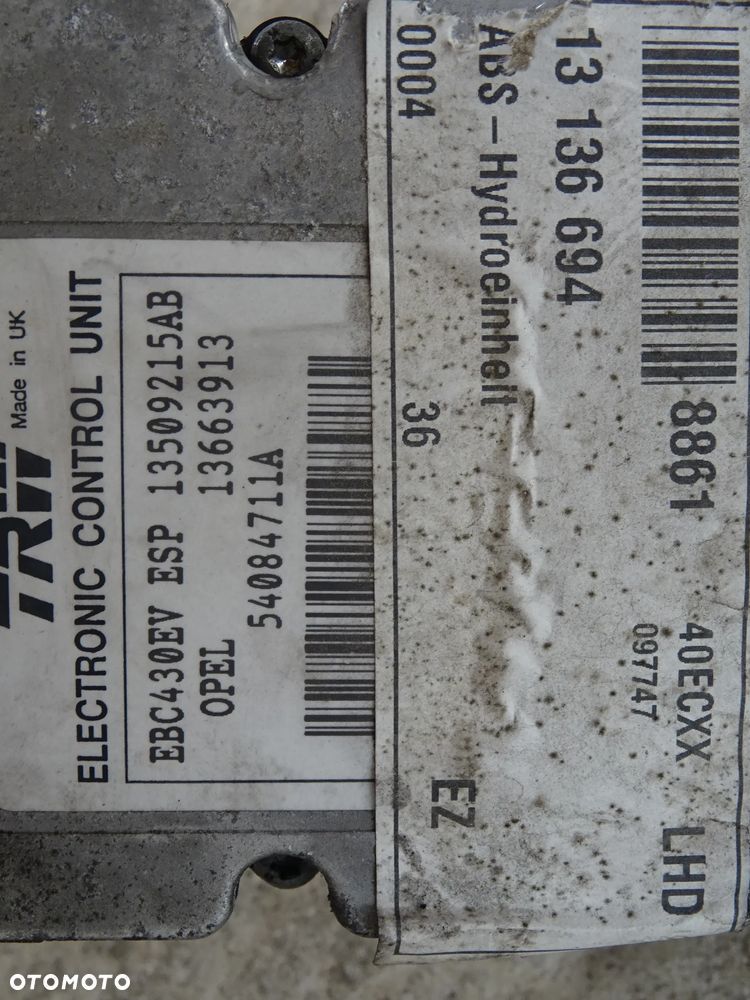 TRW
Made in UK
ELECTRONIC CONTROL UNIT
EBC430EV ESP 13509215AB
OPEL 13663913
54084711A
0004
36
EZ
ABS-Hydroeinheit
13 136 694
8861
40ECXX
097747
LHD
OTOMOTO